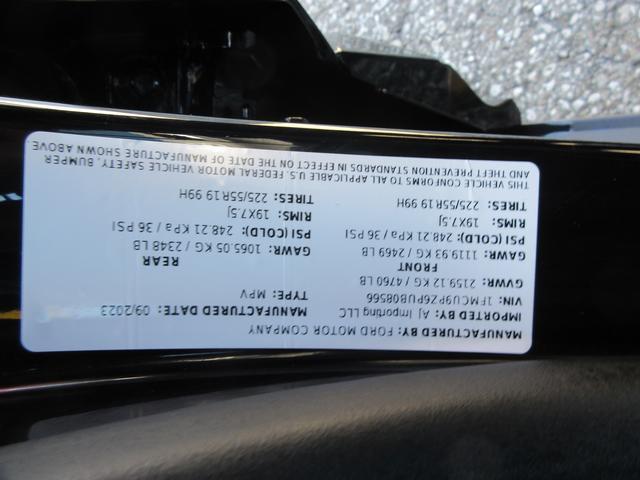 MANUFACTURED BY: FORD MOTOR COMPANY
IMPORTED BY: AJ Importing LLC MANUFACTURED DATE: 09/2023
VIN: 1FMCU9PZ6PUB08566 TYPE: MPV
GVWR: 2159.12 KG / 4760 LB
FRONT REAR
GAWR: 1119.93 KG / 2469 LB GAWR: 1065.05 KG / 2348 LB
PSI (COLD): 248.21 KPa / 36 PSI PSI (COLD): 248.21 KPa / 36 PSI
RIMS: 19X7.5J RIMS: 19X7.5J
TIRES: 225/55R19 99H TIRES: 225/55R19 99H
THIS VEHICLE CONFORMS TO ALL APPLICABLE U.S. FEDERAL MOTOR VEHICLE SAFETY, BUMPER
AND THEFT PREVENTION STANDARDS IN EFFECT ON THE DATE OF MANUFACTURE SHOWN ABOVE